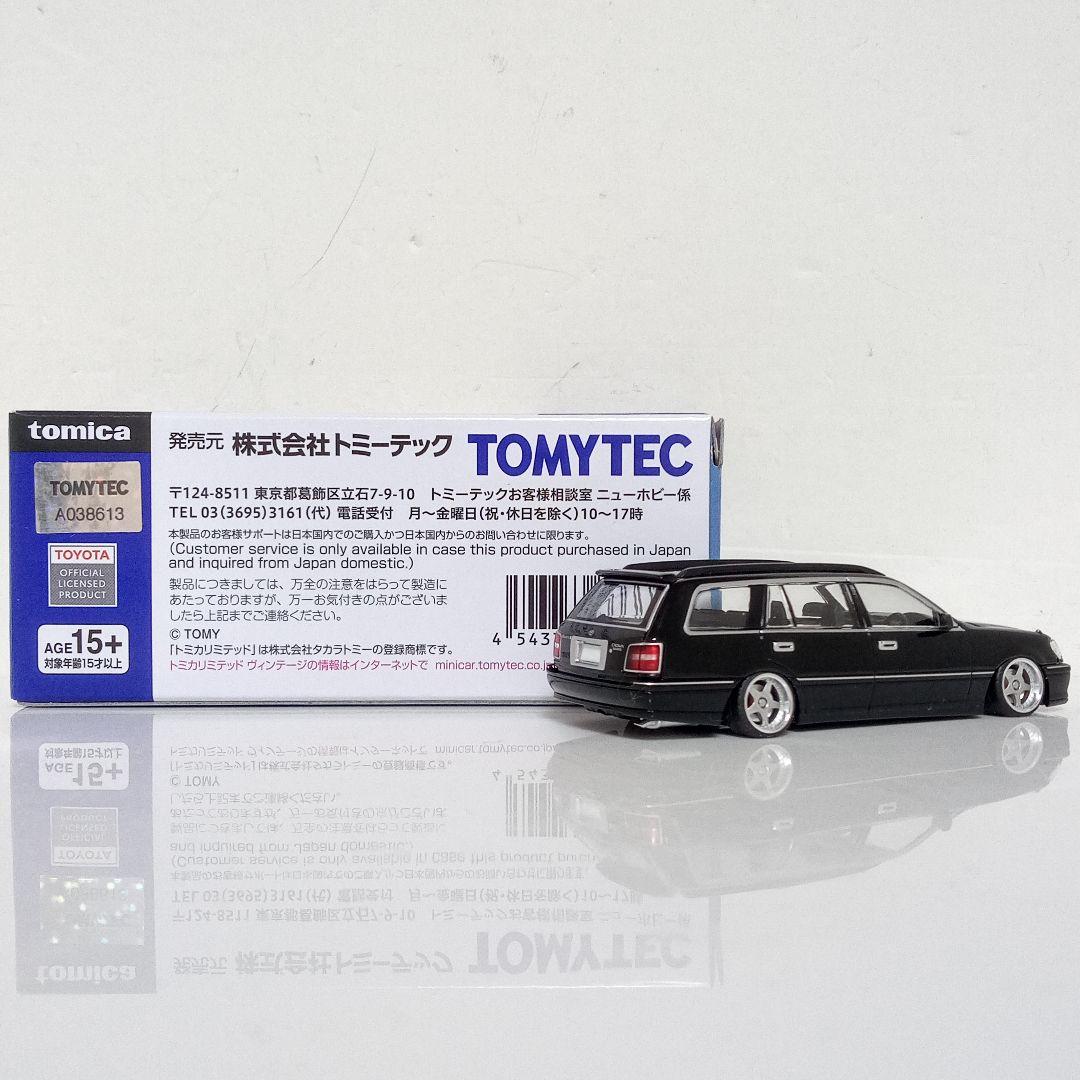 tomica
TOMYTEC
A038613
TOYOTA
OFFICIAL
LICENSED
PRODUCT
AGE 15+
対象年齢15才以上
発売元 株式会社トミーテック TOMYTEC
〒124-8511 東京都葛飾区立石7-9-10 トミーテックお客様相談室 ニューホビー係
TEL 03(3695)3161(代) 電話受付 月〜金曜日(祝・休日を除く)10〜17時
本製品のお客様サポートは日本国内でのご購入かつ日本国内からのお問い合わせに限ります。
(Customer service is only available in case this product purchased in Japan
and inquired from Japan domestic.)
製品につきましては、万全の注意をはらって製造に
あたっておりますが、万一お気付きの点がございま
したら上記までご連絡ください。
© TOMY
「トミカリミテッド」は株式会社タカラトミーの登録商標です。
トミカリミテッド ヴィンテージの情報はインターネットで minicar.tomytec.co.j
4 543
CROWN